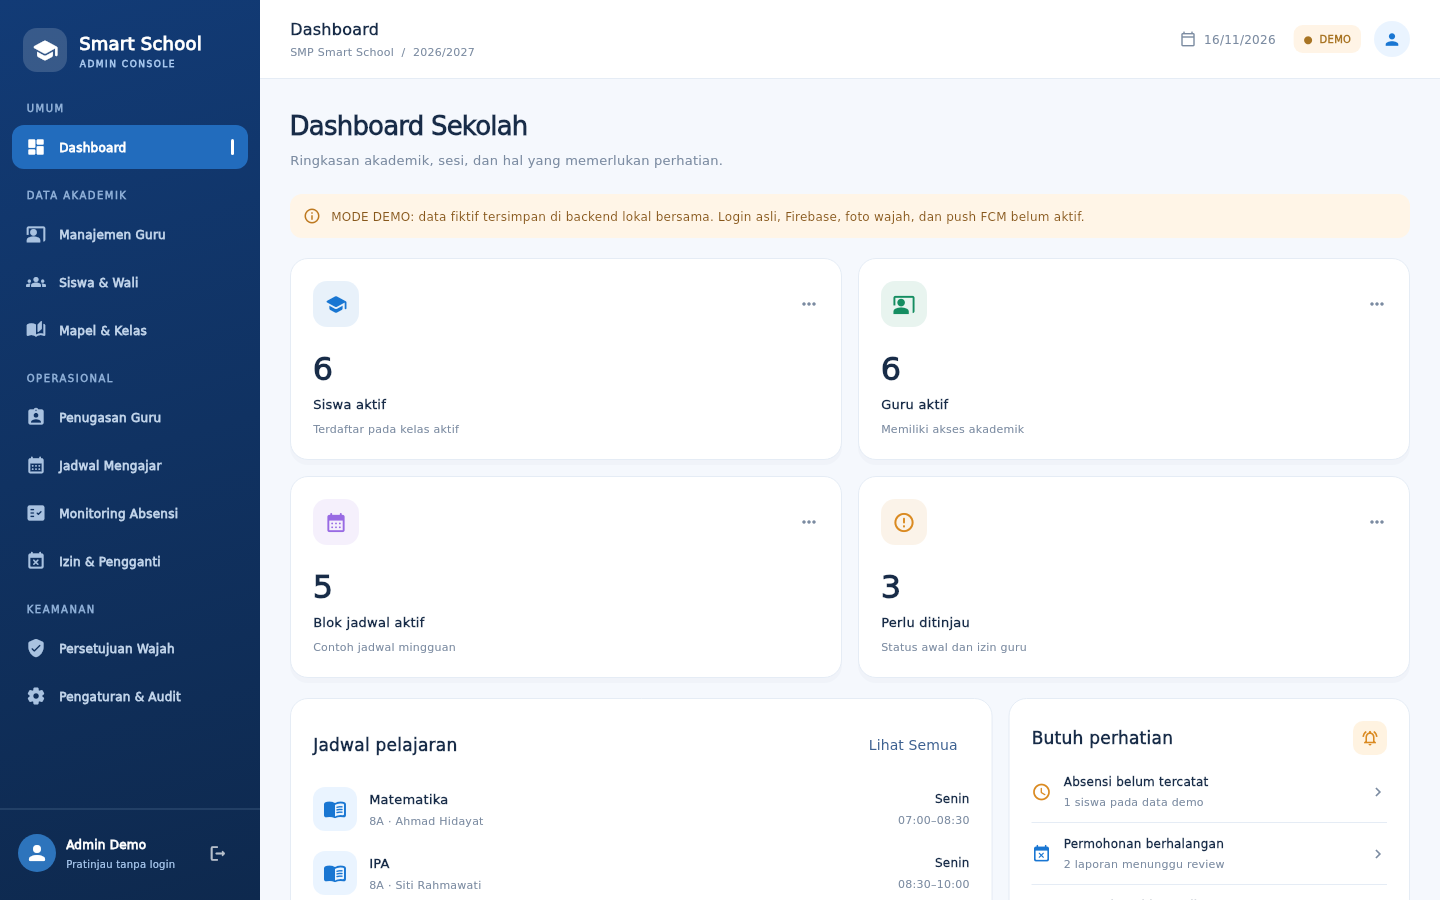 Smart School
ADMIN CONSOLE
UMUM
Dashboard
DATA AKADEMIK
Manajemen Guru
Siswa & Wali
Mapel & Kelas
OPERASIONAL
Penugasan Guru
Jadwal Mengajar
Monitoring Absensi
Izin & Pengganti
KEAMANAN
Persetujuan Wajah
Pengaturan & Audit
Admin Demo
Pratinjau tanpa login
Dashboard
SMP Smart School / 2026/2027
16/11/2026
DEMO
Dashboard Sekolah
Ringkasan akademik, sesi, dan hal yang memerlukan perhatian.
MODE DEMO: data fiktif tersimpan di backend lokal bersama. Login asli, Firebase, foto wajah, dan push FCM belum aktif.
6
Siswa aktif
Terdaftar pada kelas aktif
6
Guru aktif
Memiliki akses akademik
5
Blok jadwal aktif
Contoh jadwal mingguan
3
Perlu ditinjau
Status awal dan izin guru
Jadwal pelajaran
Lihat Semua
Matematika
8A · Ahmad Hidayat
Senin
07:00–08:30
IPA
8A · Siti Rahmawati
Senin
08:30–10:00
Butuh perhatian
Absensi belum tercatat
1 siswa pada data demo
Permohonan berhalangan
2 laporan menunggu review